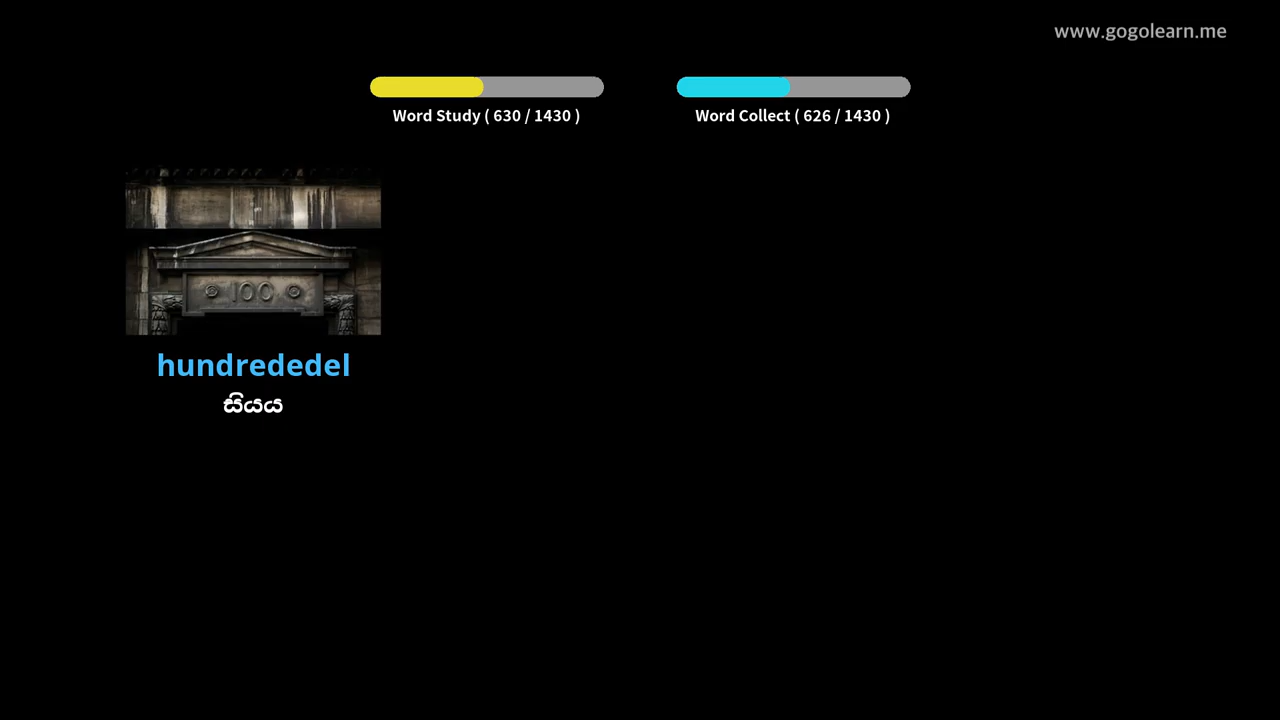 www.gogolearn.me
Word Study ( 630 / 1430 )
Word Collect ( 626 / 1430 )
100
hundrededel
සියය